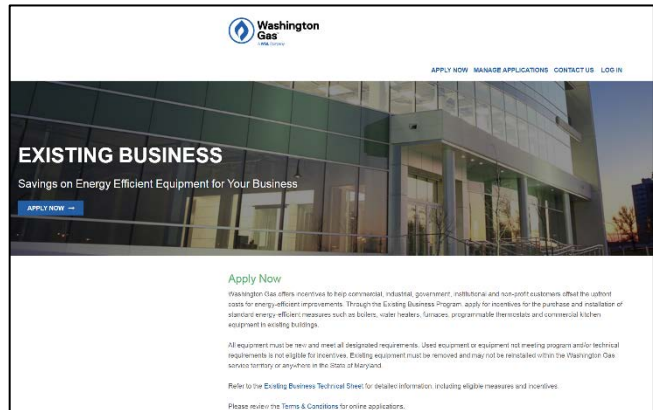 Washington
Gas
APPLY NOW MANAGE APPLICATIONS CONTACT US LOG IN
EXISTING BUSINESS
Savings on Energy Efficient Equipment for Your Business
APPLY NOW →
Apply Now
Washington Gas offers incentives to help commercial, industrial, government, institutional and non-profit customers offset the upfront
costs for energy-efficient improvements. Through the Existing Business Program, apply for incentives for the purchase and installation of
standard energy-efficient measures such as boilers, water heaters, furnaces, programmable thermostats and commercial kitchen
equipment in existing buildings.
All equipment must be new and meet all designated requirements. Used equipment or equipment not meeting program and/or technical
requirements is not eligible for incentives. Existing equipment must be removed and may not be reinstalled within the Washington Gas
service territory or anywhere in the State of Maryland.
Refer to the Existing Business Technical Sheet for detailed information, including eligible measures and incentives.
Please review the Terms & Conditions for online applications.